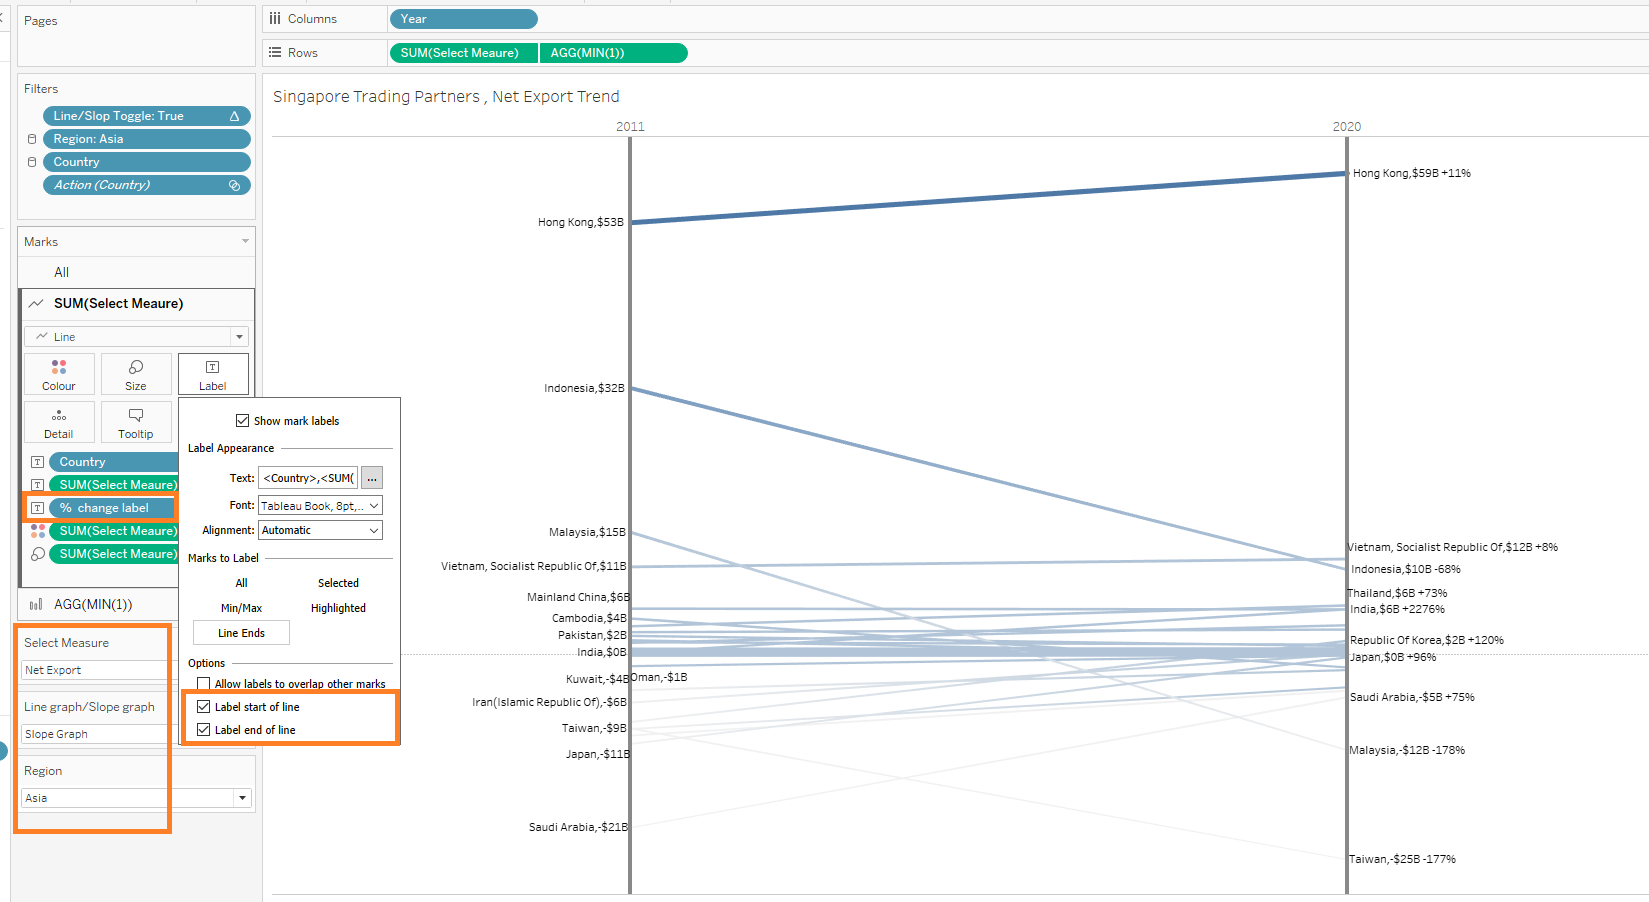 Pages
Columns
Year
Rows
SUM(Select Meaure)
AGG(MIN(1))
Filters
Line/Slop Toggle: True
Region: Asia
Country
Action (Country)
Marks
All
SUM(Select Meaure)
Line
Colour
Size
Label
Detail
Tooltip
Country
SUM(Select Meaure)
% change label
SUM(Select Meaure)
SUM(Select Meaure)
AGG(MIN(1))
Select Measure
Net Export
Line graph/Slope graph
Slope Graph
Region
Asia
Show mark labels
Label Appearance
Text: <Country>,<SUM( ...
Font: Tableau Book, 8pt,...
Alignment: Automatic
Marks to Label
All
Selected
Min/Max
Highlighted
Line Ends
Options
Allow labels to overlap other marks
Label start of line
Label end of line
Singapore Trading Partners , Net Export Trend
2011
2020
Hong Kong,$53B
Indonesia,$32B
Malaysia,$15B
Vietnam, Socialist Republic Of,$11B
Mainland China,$6B
Cambodia,$4B
Pakistan,$2B
India,$0B
Kuwait,-$4B
Oman,-$1B
Iran(Islamic Republic Of),-$6B
Taiwan,-$9B
Japan,-$11B
Saudi Arabia,-$21B
Hong Kong,$59B +11%
Vietnam, Socialist Republic Of,$12B +8%
Indonesia,$10B -68%
Thailand,$6B +73%
India,$6B +2276%
Republic Of Korea,$2B +120%
Japan,$0B +96%
Saudi Arabia,-$5B +75%
Malaysia,-$12B -178%
Taiwan,-$25B -177%